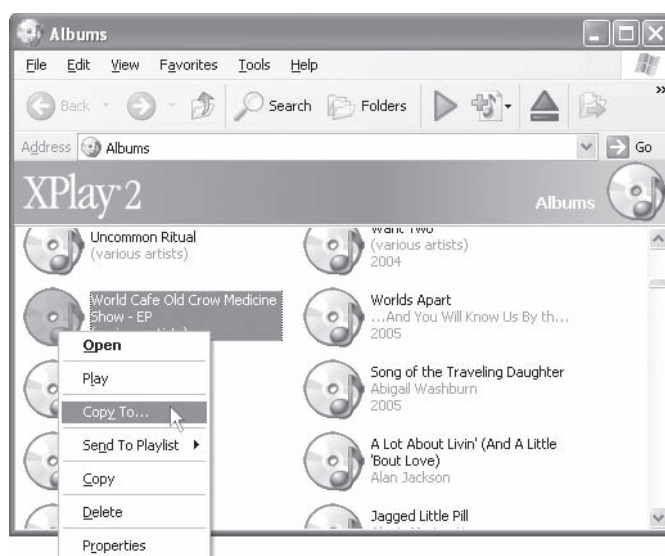 Albums
File Edit View Favorites Tools Help
Back Search Folders »
Address Albums Go
XPlay 2 Albums
Uncommon Ritual
(various artists)
Want Two
(various artists)
2004
World Cafe Old Crow Medicine
Show - EP
Worlds Apart
...And You Will Know Us By th...
2005
Open
Play
Copy To...
Send To Playlist
Copy
Delete
Properties
Song of the Traveling Daughter
Abigail Washburn
2005
A Lot About Livin' (And A Little
'Bout Love)
Alan Jackson
Jagged Little Pill